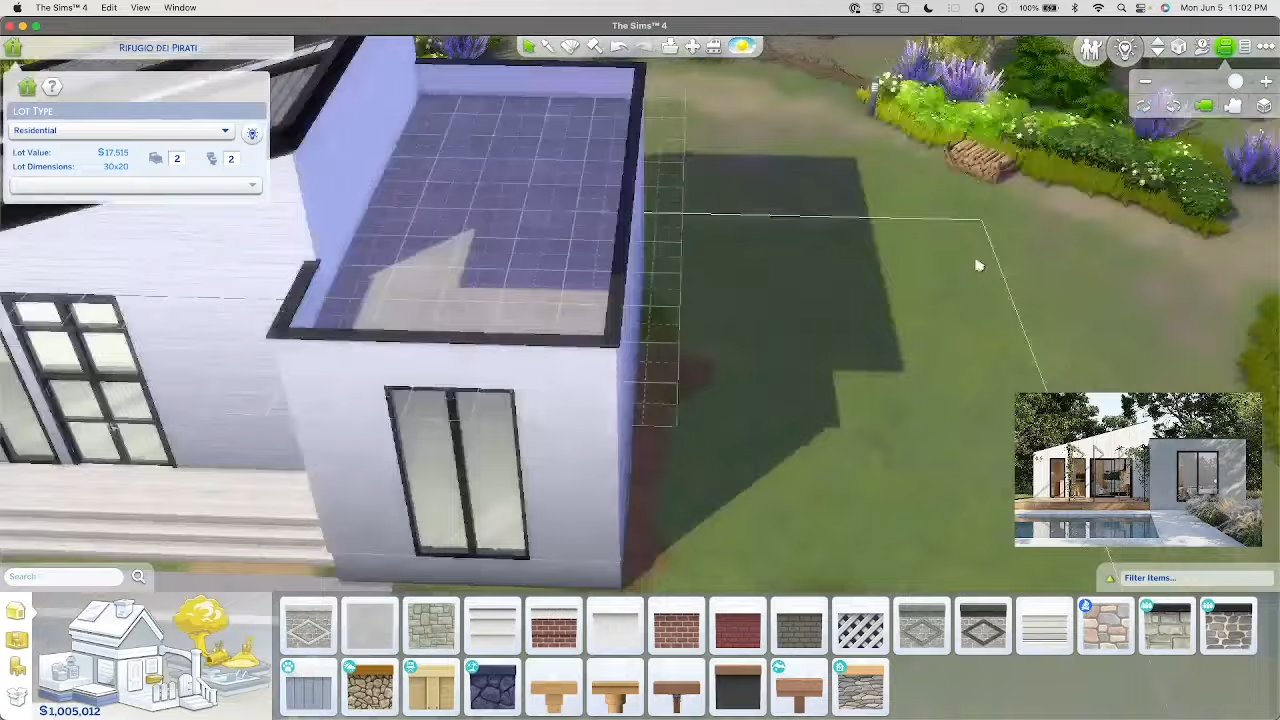 The Sims™ 4 Edit View Window
100% Mon Jun 5 11:02 PM
The Sims™ 4
Rifugio dei Pirati
Lot Type
Residential
Lot Value: §17,515 2 2
Lot Dimensions: 30x20
Search
Filter Items...
§1,005,012